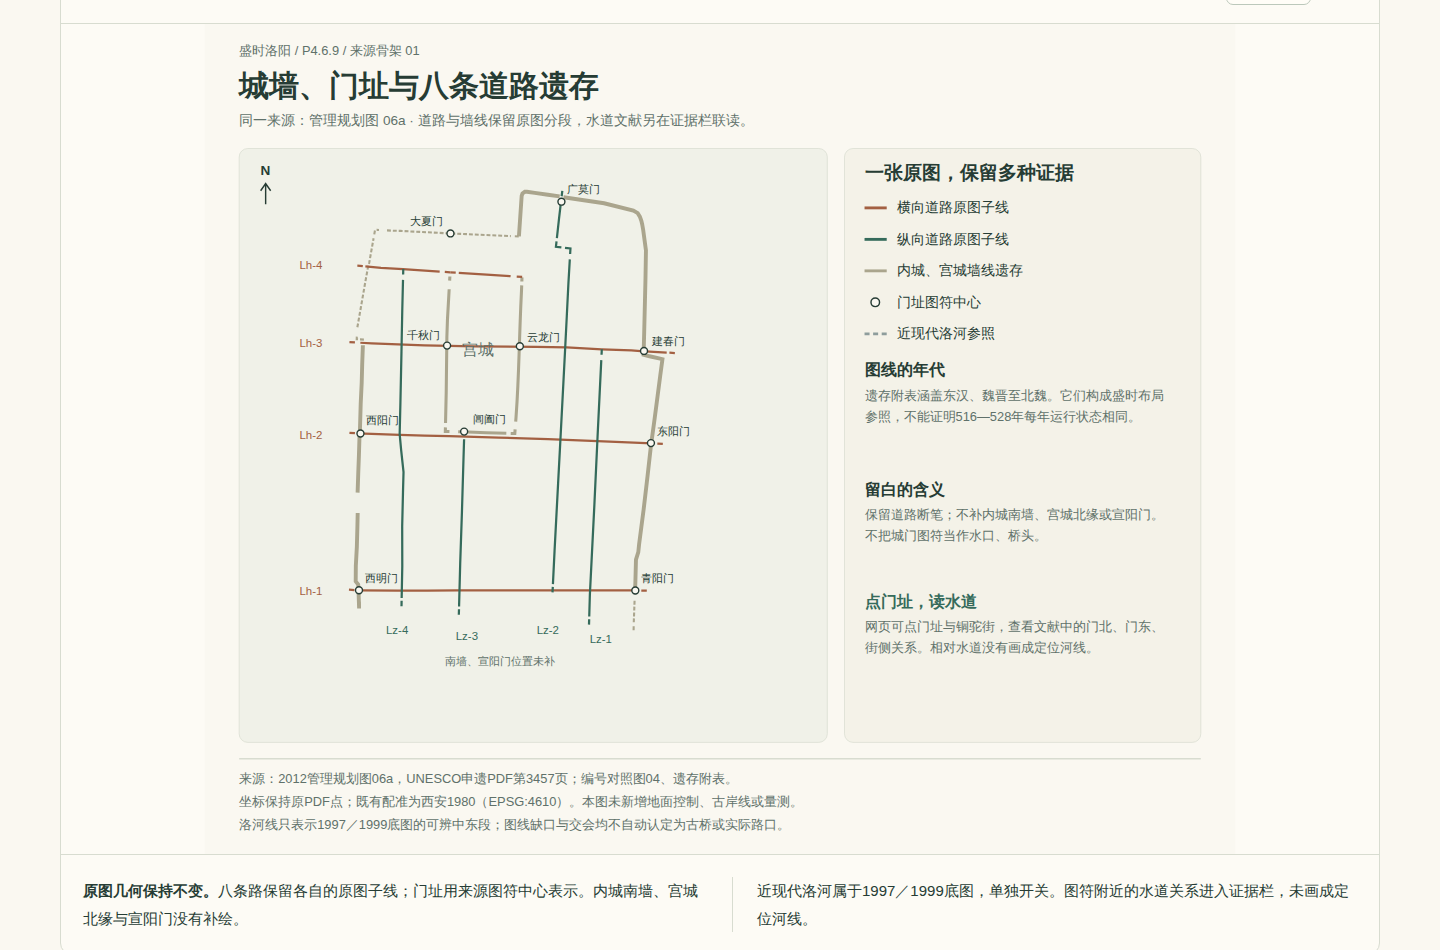 盛时洛阳 / P4.6.9 / 来源骨架 01
城墙、门址与八条道路遗存
同一来源：管理规划图 06a · 道路与墙线保留原图分段，水道文献另在证据栏联读。
N
广莫门
大夏门
Lh-4
千秋门
云龙门
建春门
Lh-3
宫城
西阳门
阊阖门
东阳门
Lh-2
西明门
青阳门
Lh-1
Lz-4
Lz-3
Lz-2
Lz-1
南墙、宣阳门位置未补
一张原图，保留多种证据
横向道路原图子线
纵向道路原图子线
内城、宫城墙线遗存
门址图符中心
近现代洛河参照
图线的年代
遗存附表涵盖东汉、魏晋至北魏。它们构成盛时布局
参照，不能证明516—528年每年运行状态相同。
留白的含义
保留道路断笔；不补内城南墙、宫城北缘或宣阳门。
不把城门图符当作水口、桥头。
点门址，读水道
网页可点门址与铜驼街，查看文献中的门北、门东、
街侧关系。相对水道没有画成定位河线。
来源：2012管理规划图06a，UNESCO申遗PDF第3457页；编号对照图04、遗存附表。
坐标保持原PDF点；既有配准为西安1980（EPSG:4610）。本图未新增地面控制、古岸线或量测。
洛河线只表示1997／1999底图的可辨中东段；图线缺口与交会均不自动认定为古桥或实际路口。
原图几何保持不变。八条路保留各自的原图子线；门址用来源图符中心表示。内城南墙、宫城
北缘与宣阳门没有补绘。
近现代洛河属于1997／1999底图，单独开关。图符附近的水道关系进入证据栏，未画成定
位河线。